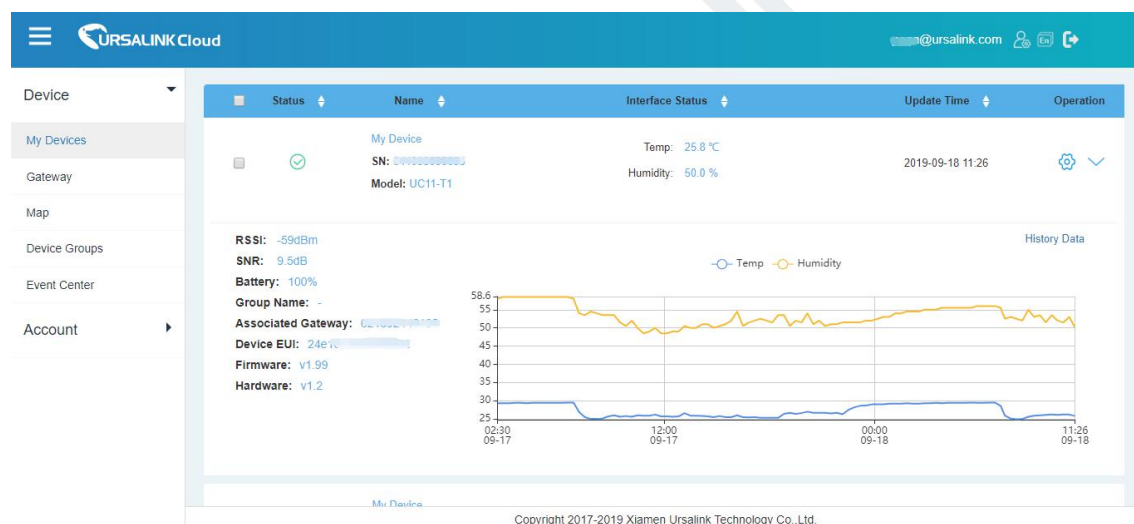 URSALINK Cloud
@ursalink.com
En
Device
My Devices
Gateway
Map
Device Groups
Event Center
Account
Status Name Interface Status Update Time Operation
My Device
SN:
Model: UC11-T1
Temp: 25.8 ℃
Humidity: 50.0 %
2019-09-18 11:26
RSSI: -59dBm
SNR: 9.5dB
Battery: 100%
Group Name: -
Associated Gateway:
Device EUI: 24e1
Firmware: v1.99
Hardware: v1.2
History Data
Temp Humidity
58.6
55
50
45
40
35
30
25
02:30 12:00 00:00 11:26
09-17 09-17 09-18 09-18
My Device
Copyright 2017-2019 Xiamen Ursalink Technology Co.,Ltd.